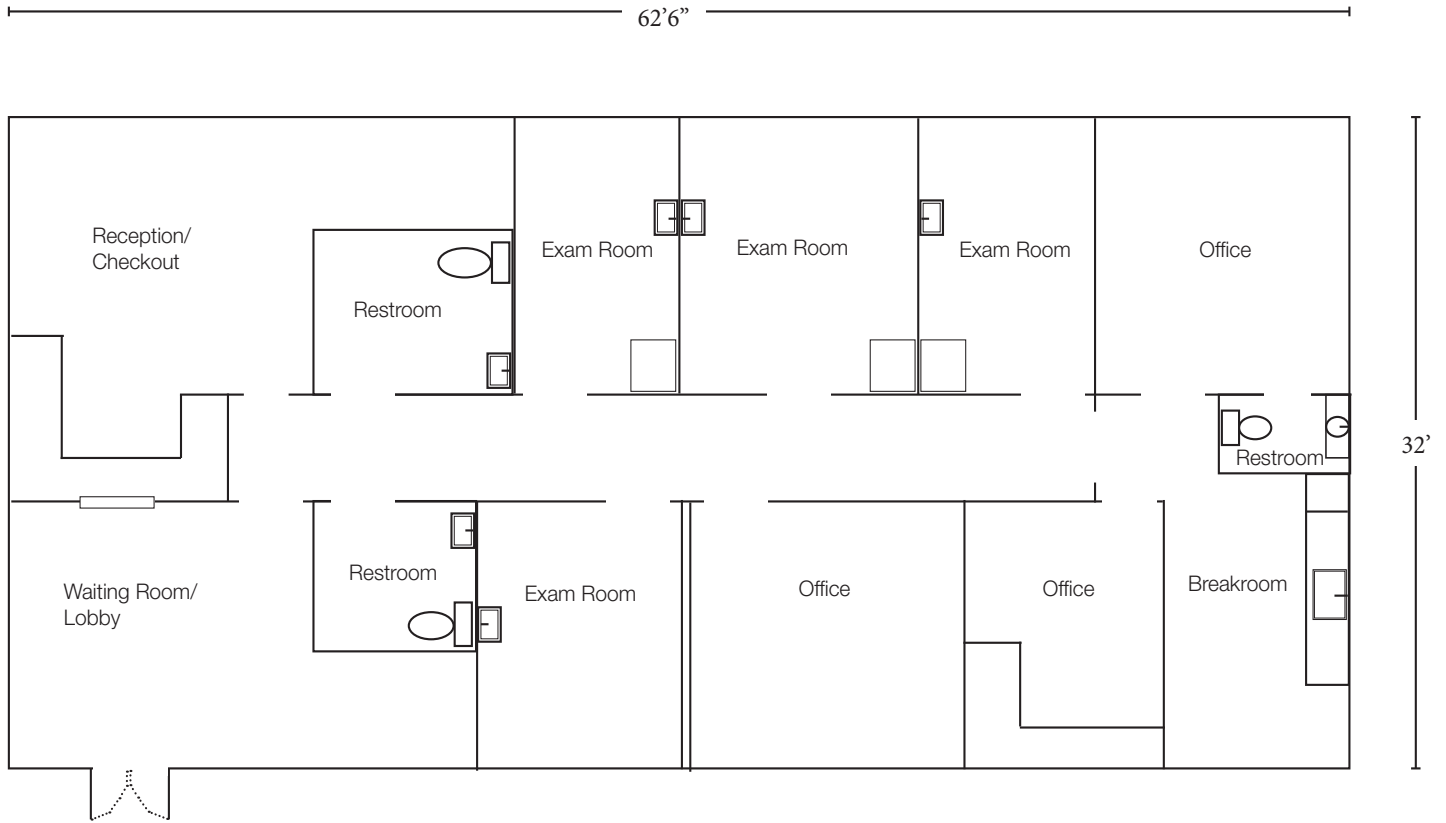 62’6”
Reception/
Checkout
Restroom
Exam Room
Exam Room
Exam Room
Office
32’
Restroom
Waiting Room/
Lobby
Restroom
Exam Room
Office
Office
Breakroom